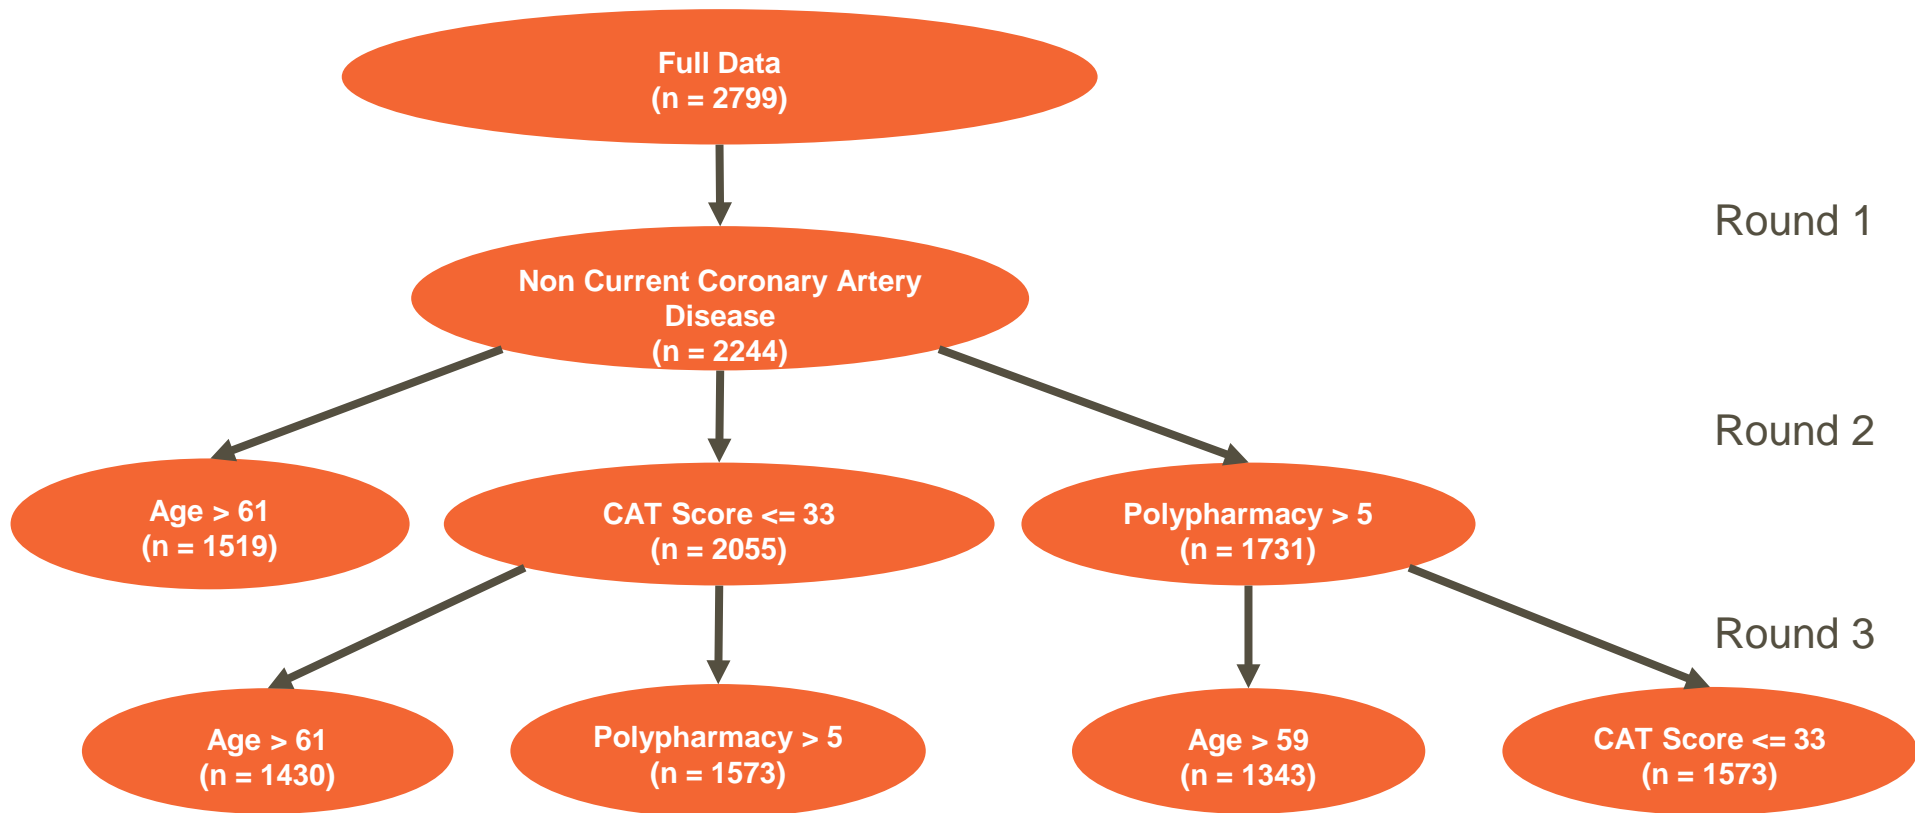 Full Data
(n = 2799)
Round 1
Non Current Coronary Artery
Disease
(n = 2244)
Round 2
Age > 61
(n = 1519)
CAT Score <= 33
(n = 2055)
Polypharmacy > 5
(n = 1731)
Round 3
Age > 61
(n = 1430)
Polypharmacy > 5
(n = 1573)
Age > 59
(n = 1343)
CAT Score <= 33
(n = 1573)